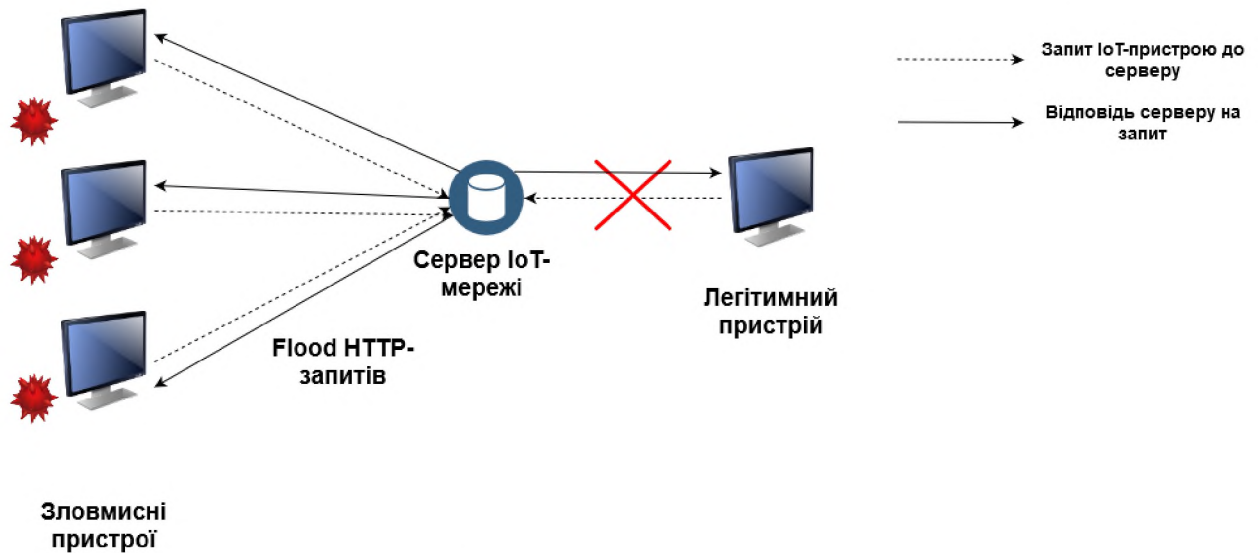 Запит IoT-пристрою до
серверу
Відповідь серверу на
запит
Сервер IoT-
мережі
Легітимний
пристрій
Flood HTTP-
запитів
Зловмисні
пристрої